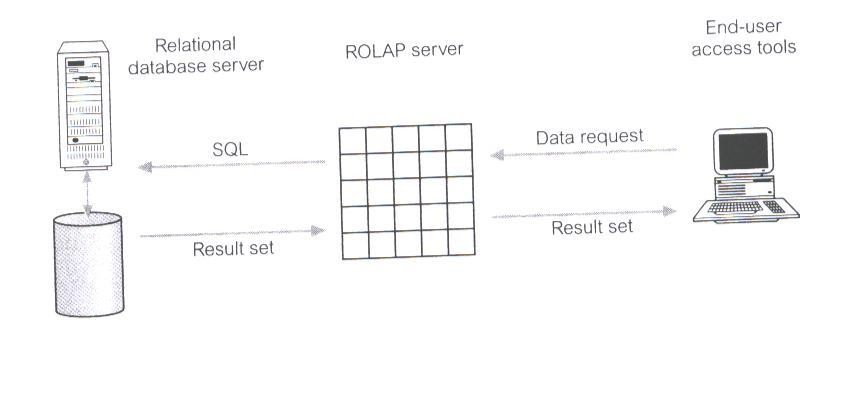 Relational
database server
ROLAP server
End-user
access tools
SQL
Data request
Result set
Result set